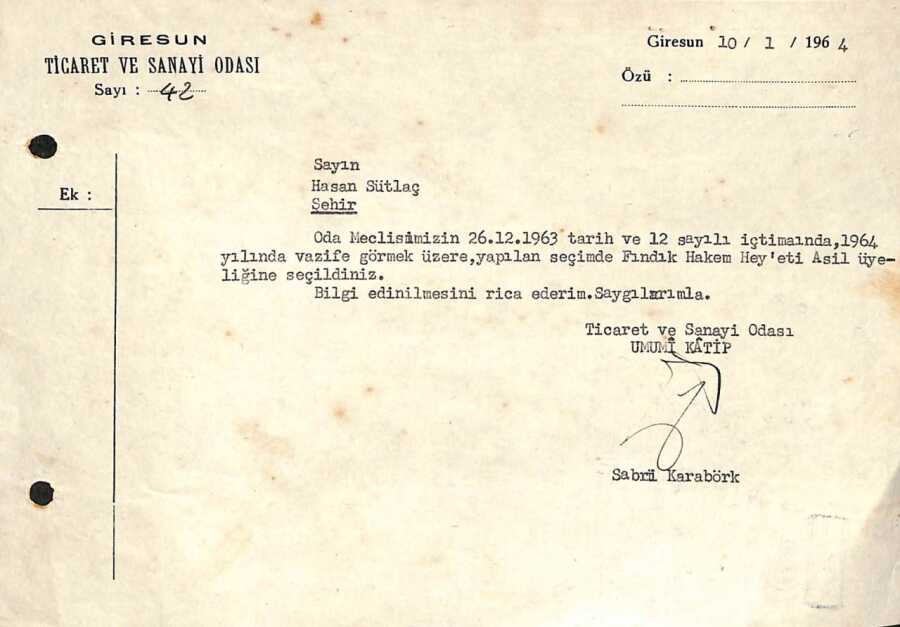 GİRESUN
TİCARET VE SANAYİ ODASI
Sayı : 42
Giresun 10 / 1 / 1964
Özü :
Ek :
Sayın
Hasan Sütlaç
Şehir
Oda Meclisimizin 26.12.1963 tarih ve 12 sayılı içtimaında,1964
yılında vazife görmek üzere,yapılan seçimde Fındık Hakem Hey'eti Asil üye-
liğine seçildiniz.
Bilgi edinilmesini rica ederim.Saygılarımla.
Ticaret ve Sanayi Odası
UMUMÎ KÂTİP
Sabri Karabörk